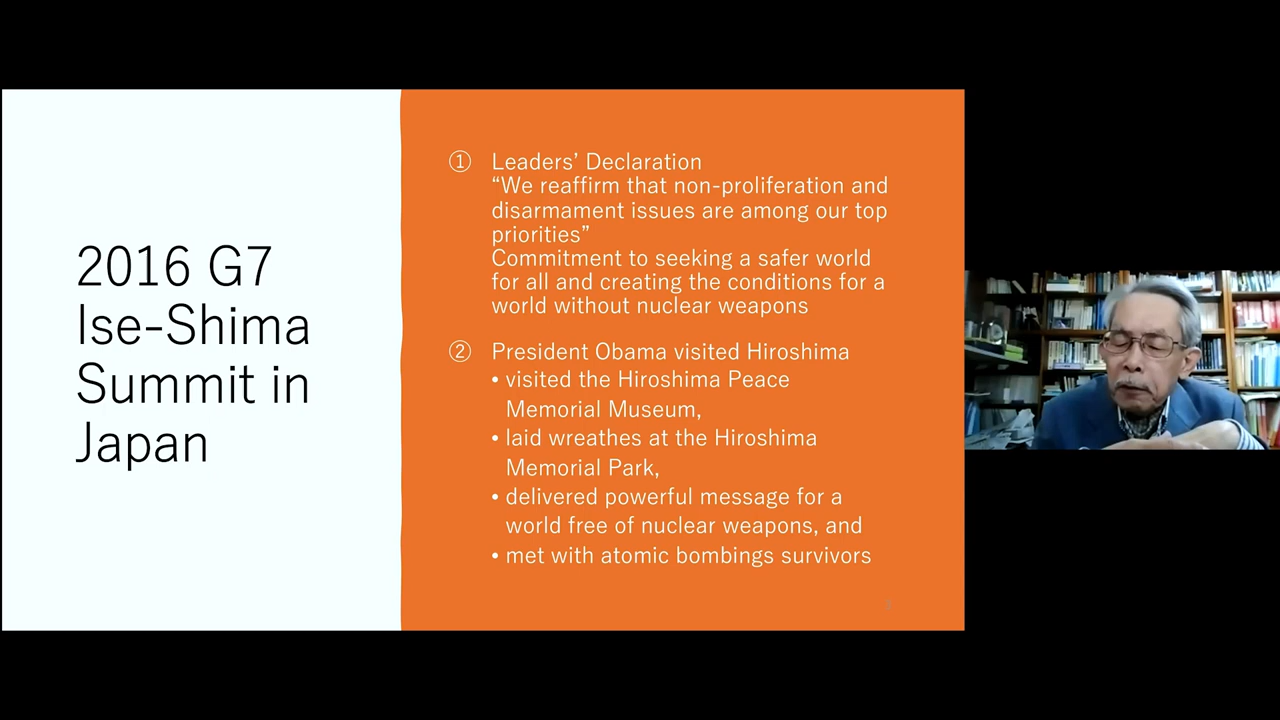 2016 G7
Ise-Shima
Summit in
Japan
① Leaders’ Declaration
“We reaffirm that non-proliferation and
disarmament issues are among our top
priorities”
Commitment to seeking a safer world
for all and creating the conditions for a
world without nuclear weapons
② President Obama visited Hiroshima
• visited the Hiroshima Peace
Memorial Museum,
• laid wreathes at the Hiroshima
Memorial Park,
• delivered powerful message for a
world free of nuclear weapons, and
• met with atomic bombings survivors